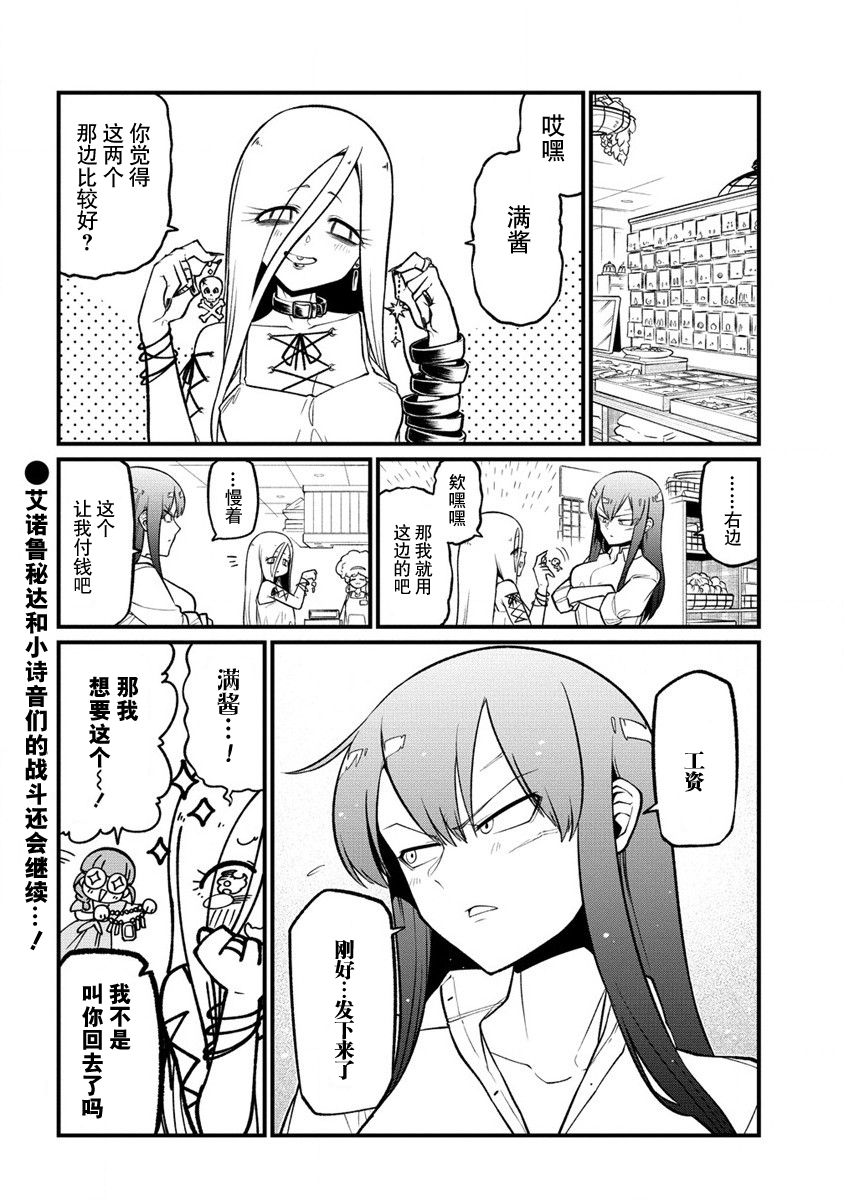 哎嘿
满酱
你觉得
这两个
那边比较好？
……右边
欸嘿嘿
那我就用
这边的吧
…慢着
这个
让我付钱吧
工资
刚好…发下来了
满酱…！
那我
想要这个～！
我不是
叫你回去了吗
●艾诺鲁秘达和小诗音们的战斗还会继续…！